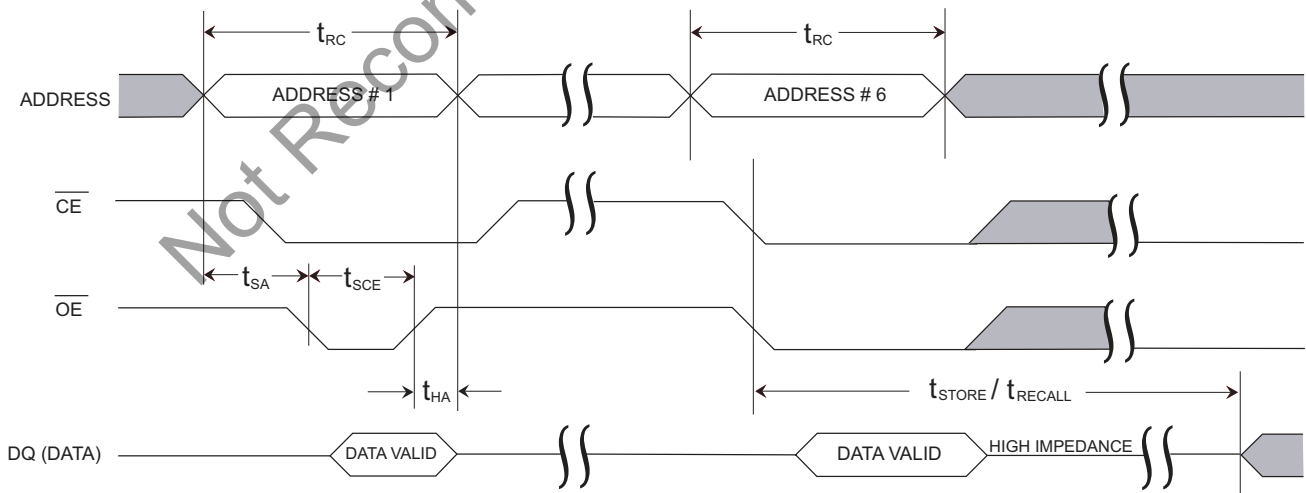 Not Recom
tRC
tRC
ADDRESS
ADDRESS # 1
ADDRESS # 6
CE
tSA
tSCE
OE
tHA
tSTORE / tRECALL
DQ (DATA)
DATA VALID
DATA VALID
HIGH IMPEDANCE